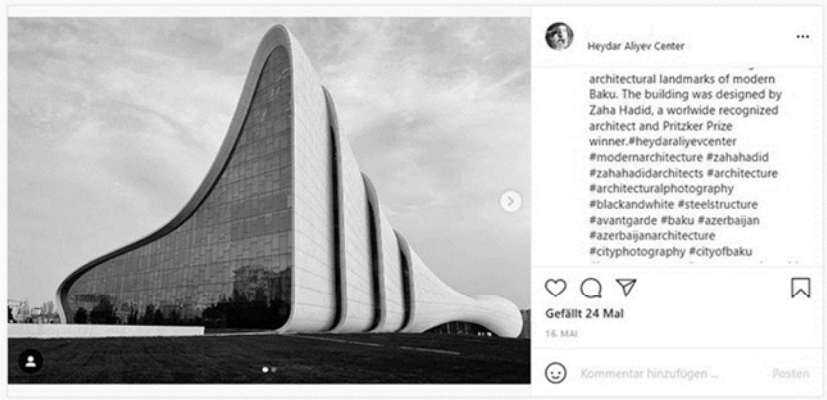 Heydar Aliyev Center
architectural landmarks of modern
Baku. The building was designed by
Zaha Hadid, a worlwide recognized
architect and Pritzker Prize
winner.#heydaraliyevcenter
#modernarchitecture #zahahadid
#zahahadidarchitects #architecture
#architecturalphotography
#blackandwhite #steelstructure
#avantgarde #baku #azerbaijan
#azerbaijanarchitecture
#cityphotography #cityofbaku
Gefällt 24 Mal
16. MAI
Kommentar hinzufügen ...
Posten